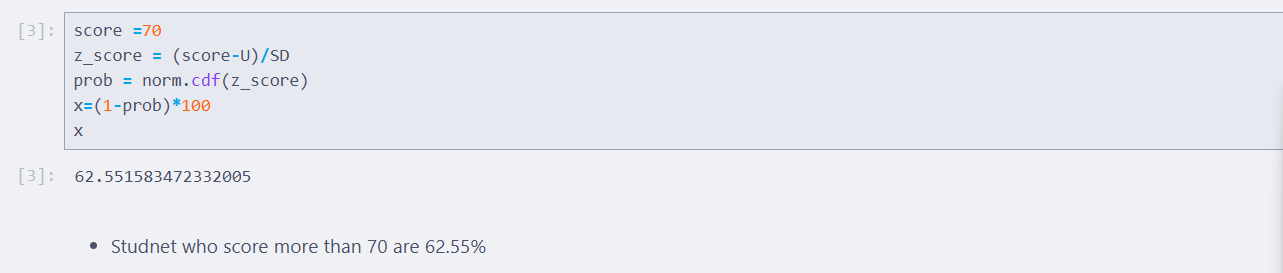 [3]: score =70
z_score = (score-U)/SD
prob = norm.cdf(z_score)
x=(1-prob)*100
x
[3]: 62.551583472332005
• Studnet who score more than 70 are 62.55%